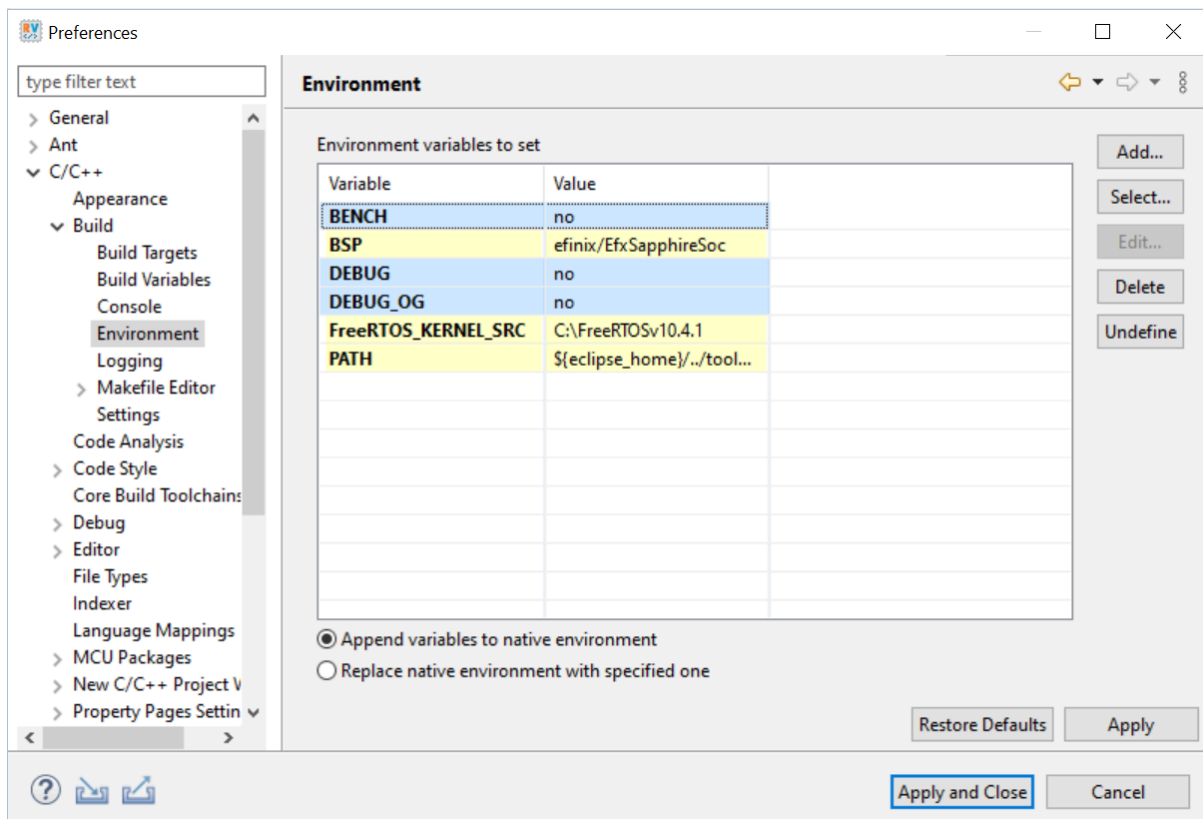 Preferences
type filter text
General
Ant
C/C++
Appearance
Build
Build Targets
Build Variables
Console
Environment
Logging
Makefile Editor
Settings
Code Analysis
Code Style
Core Build Toolchains
Debug
Editor
File Types
Indexer
Language Mappings
MCU Packages
New C/C++ Project
Property Pages Settin
Environment
Environment variables to set
Variable Value
BENCH no
BSP efinix/EfxSapphireSoc
DEBUG no
DEBUG_OG no
FreeRTOS_KERNEL_SRC C:\FreeRTOSv10.4.1
PATH ${eclipse_home}/../tool...
Add...
Select...
Edit...
Delete
Undefine
Append variables to native environment
Replace native environment with specified one
Restore Defaults Apply
Apply and Close Cancel